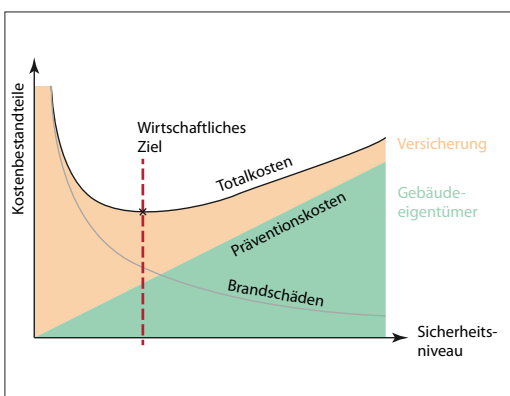 Kostenbestandteile
Wirtschaftliches
Ziel
Totalkosten
Präventionskosten
Brandschäden
Versicherung
Gebäude-
eigentümer
Sicherheits-
niveau